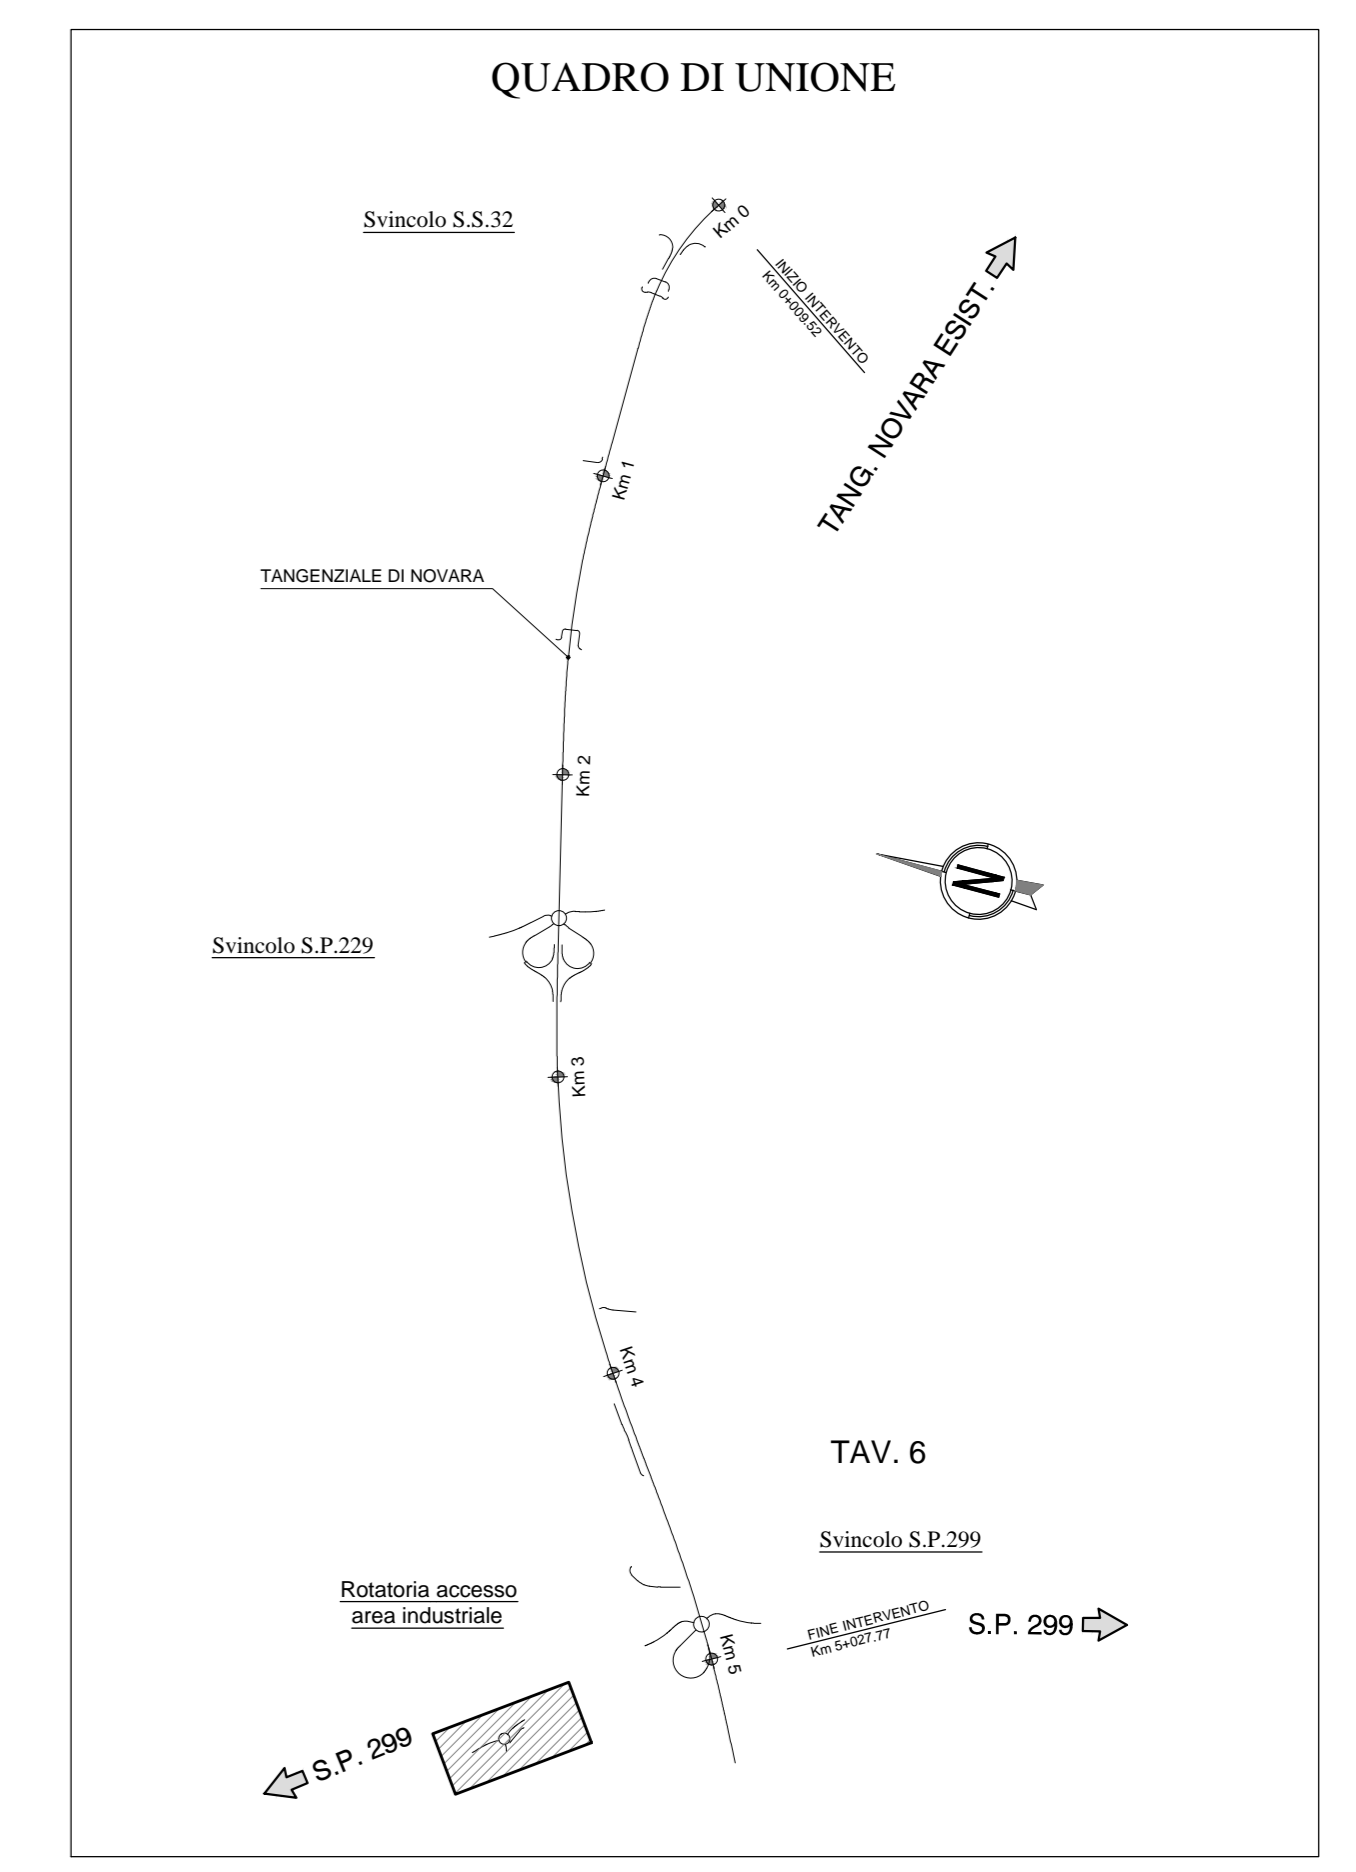 QUADRO DI UNIONE
Svincolo S.S.32
Km 0
INIZIO INTERVENTO
Km 0+009.52
TANG. NOVARA ESIST.
Km 1
TANGENZIALE DI NOVARA
Km 2
N
Svincolo S.P.229
Km 3
Km 4
TAV. 6
Svincolo S.P.299
Rotatoria accesso
area industriale
FINE INTERVENTO
Km 5+027.77
S.P. 299
Km 5
S.P. 299